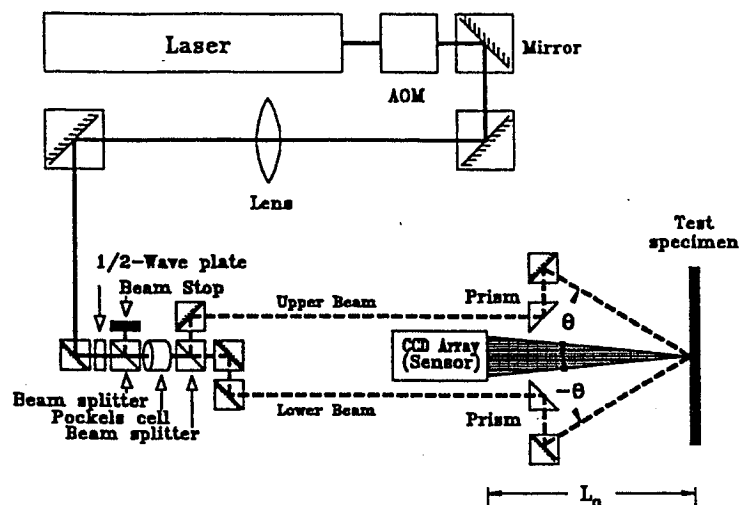 Laser
AOM
Mirror
Lens
Test
specimen
1/2-Wave plate
Beam Stop
Upper Beam
Prism
θ
CCD Array
(Sensor)
-θ
Beam splitter
Pockels cell
Beam splitter
Lower Beam
Prism
L₀